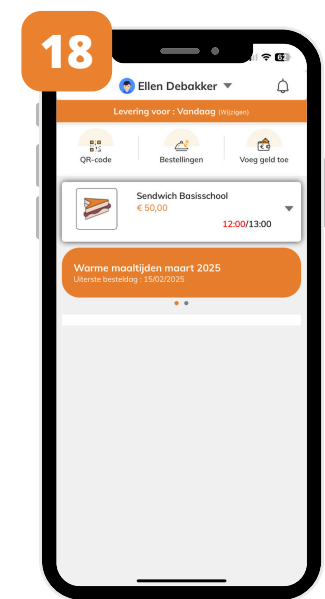 18
62
Ellen Debakker
Levering voor : Vandaag (Wijzigen)
QR-code
Bestellingen
Voeg geld toe
Sendwich Basisschool
€ 50,00
12:00/13:00
Warme maaltijden maart 2025
Uiterste besteldag : 15/02/2025